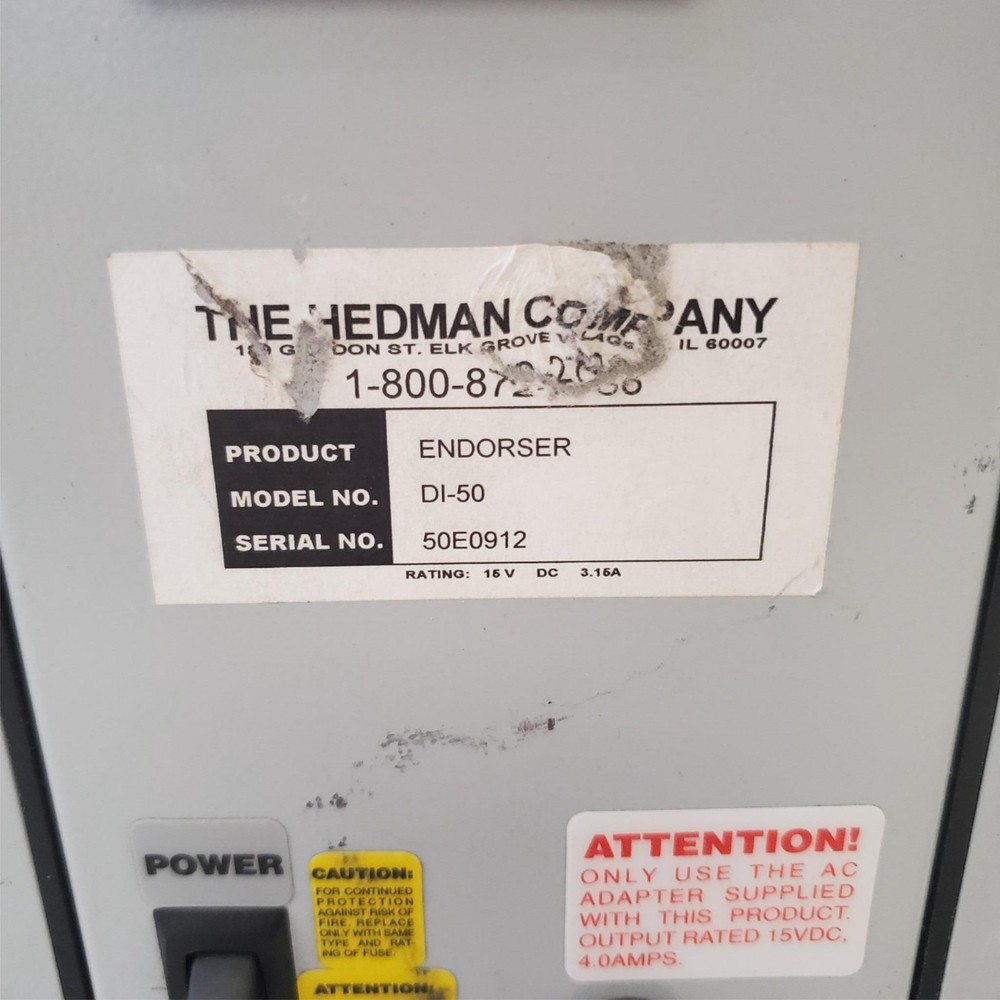 THE HEDMAN COMPANY
DON ST. ELK GROVE VILLAGE IL 60007
1-800-872-
PRODUCT ENDORSER
MODEL NO. DI-50
SERIAL NO. 50E0912
RATING: 15 V DC 3.15A
POWER
CAUTION:
FOR CONTINUED
PROTECTION
AGAINST RISK OF
FIRE, REPLACE
ONLY WITH SAME
TYPE AND RAT-
ING OF FUSE.
ATTENTION:
ATTENTION!
ONLY USE THE AC
ADAPTER SUPPLIED
WITH THIS PRODUCT.
OUTPUT RATED 15VDC,
4.0AMPS.